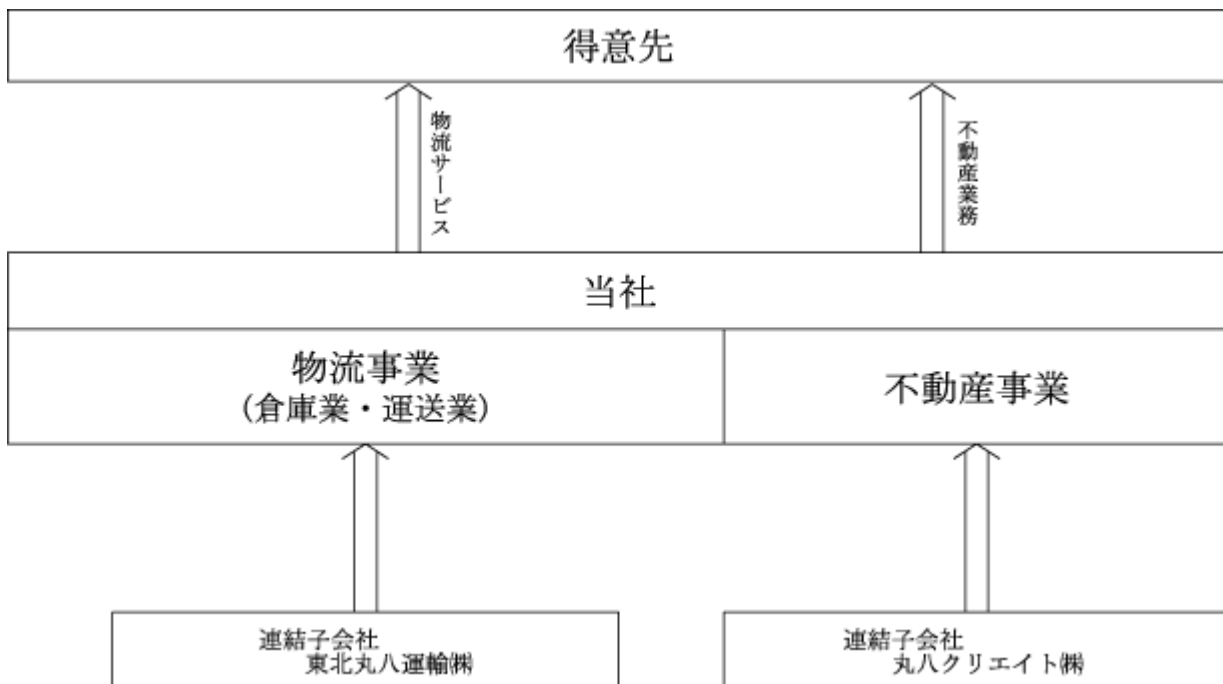 得意先
物流サービス
不動産業務
当社
物流事業
(倉庫業・運送業)
不動産事業
連結子会社
東北丸八運輸㈱
連結子会社
丸八クリエイト㈱